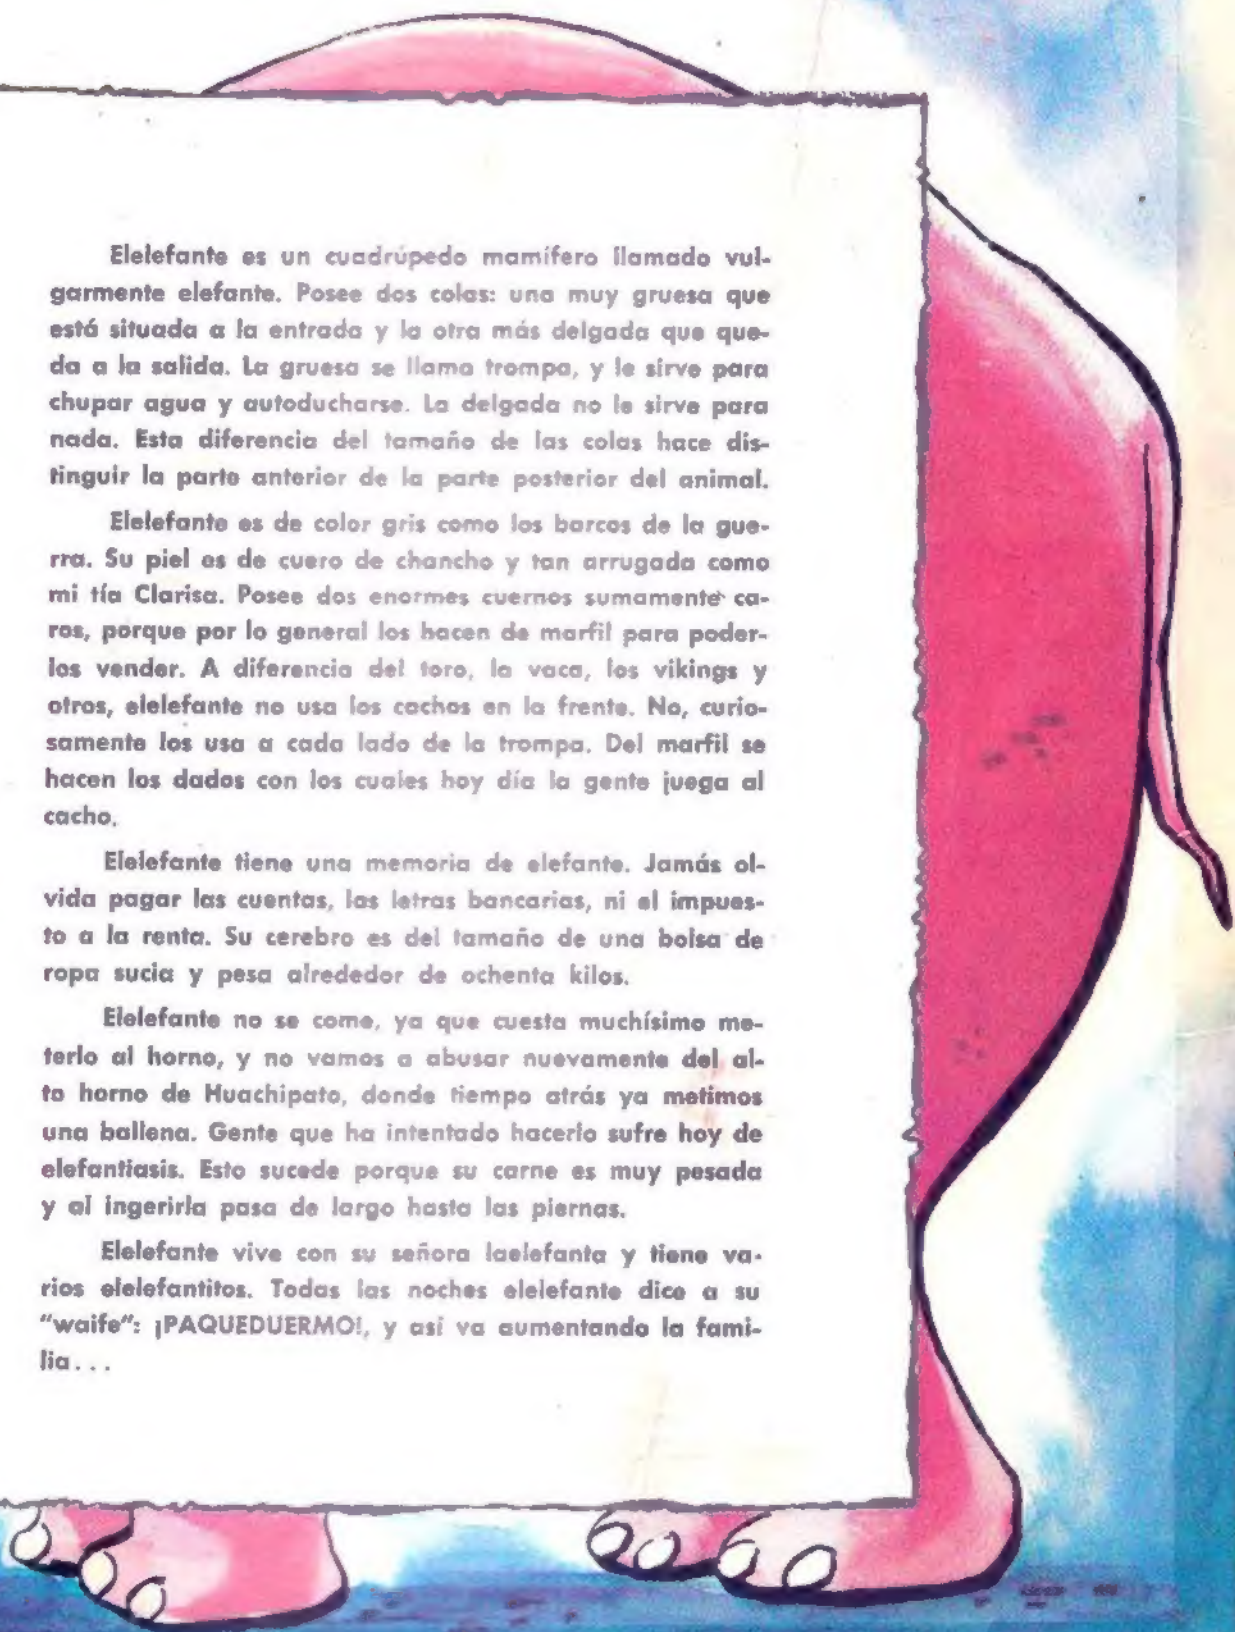 Elelefante es un cuadrúpedo mamífero llamado vul-
garmente elefante. Posee dos colas: una muy gruesa que
está situada a la entrada y la otra más delgada que que-
da a la salida. La gruesa se llama trompa, y le sirve para
chupar agua y autoducharse. La delgada no le sirve para
nada. Esta diferencia del tamaño de las colas hace dis-
tinguir la parte anterior de la parte posterior del animal.
Elelefante es de color gris como los barcos de la gue-
rra. Su piel es de cuero de chancho y tan arrugada como
mi tía Clarisa. Posee dos enormes cuernos sumamente ca-
ros, porque por lo general los hacen de marfil para poder-
los vender. A diferencia del toro, la vaca, los vikings y
otros, elelefante no usa los cachos en la frente. No, curio-
samente los usa a cada lado de la trompa. Del marfil se
hacen los dados con los cuales hoy día la gente juega al
cacho.
Elelefante tiene una memoria de elefante. Jamás ol-
vida pagar las cuentas, las letras bancarias, ni el impues-
to a la renta. Su cerebro es del tamaño de una bolsa de
ropa sucia y pesa alrededor de ochenta kilos.
Elelefante no se come, ya que cuesta muchísimo me-
terlo al horno, y no vamos a abusar nuevamente del al-
to horno de Huachipato, donde tiempo atrás ya metimos
una ballena. Gente que ha intentado hacerlo sufre hoy de
elefantiasis. Esto sucede porque su carne es muy pesada
y al ingerirla pasa de largo hasta las piernas.
Elelefante vive con su señora laelefanta y tiene va-
rios elelefantitos. Todas las noches elelefante dice a su
"waife": ¡PAQUEDUERMO!, y así va aumentando la fami-
lia...